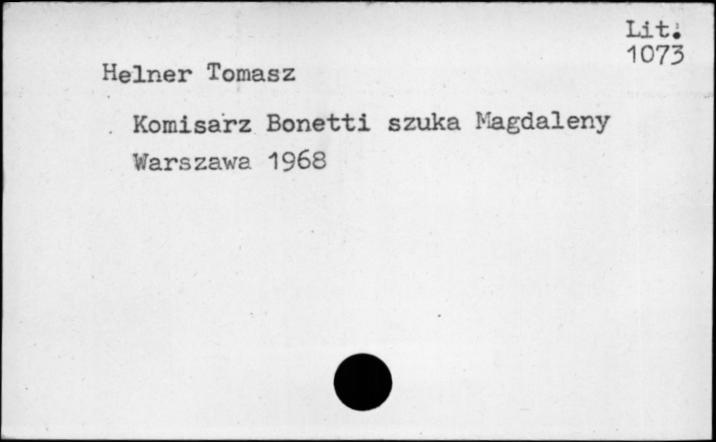 Lit.
1073
Helner Tomasz
Komisarz Bonetti szuka Magdaleny
Warszawa 1968